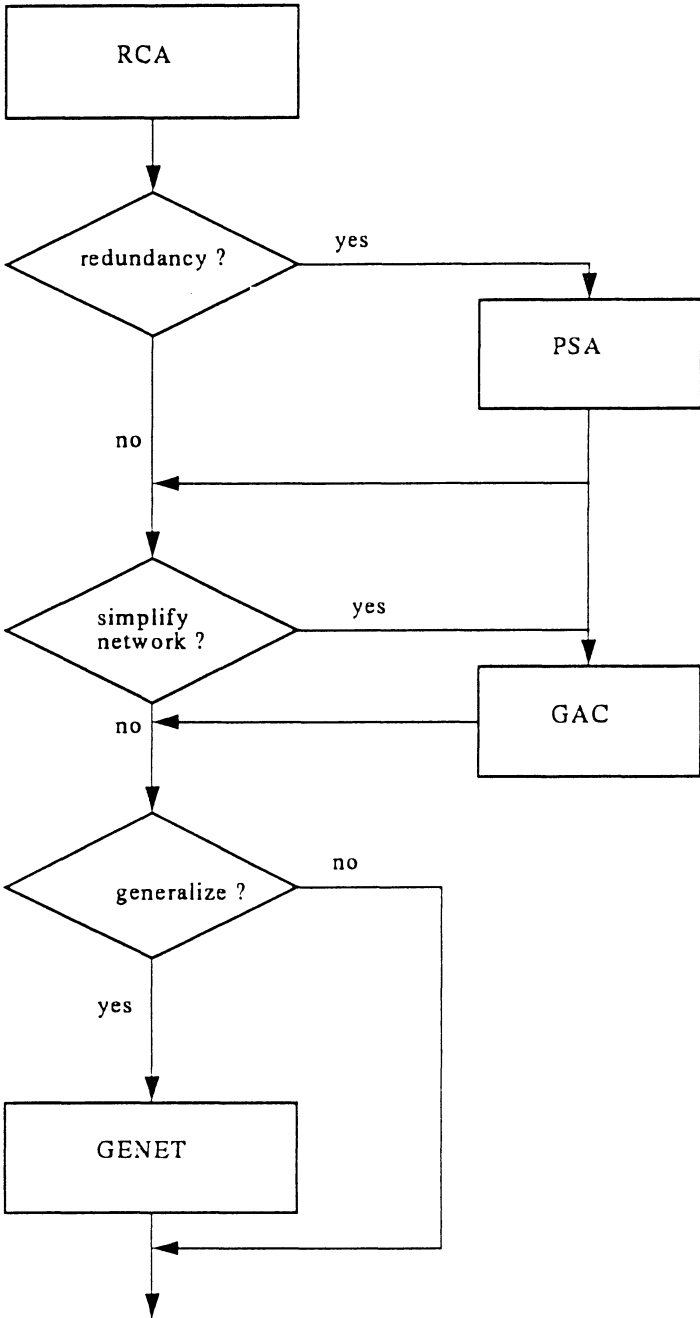 RCA
redundancy ?
yes
PSA
no
simplify
network ?
yes
GAC
no
generalize ?
no
yes
GENET